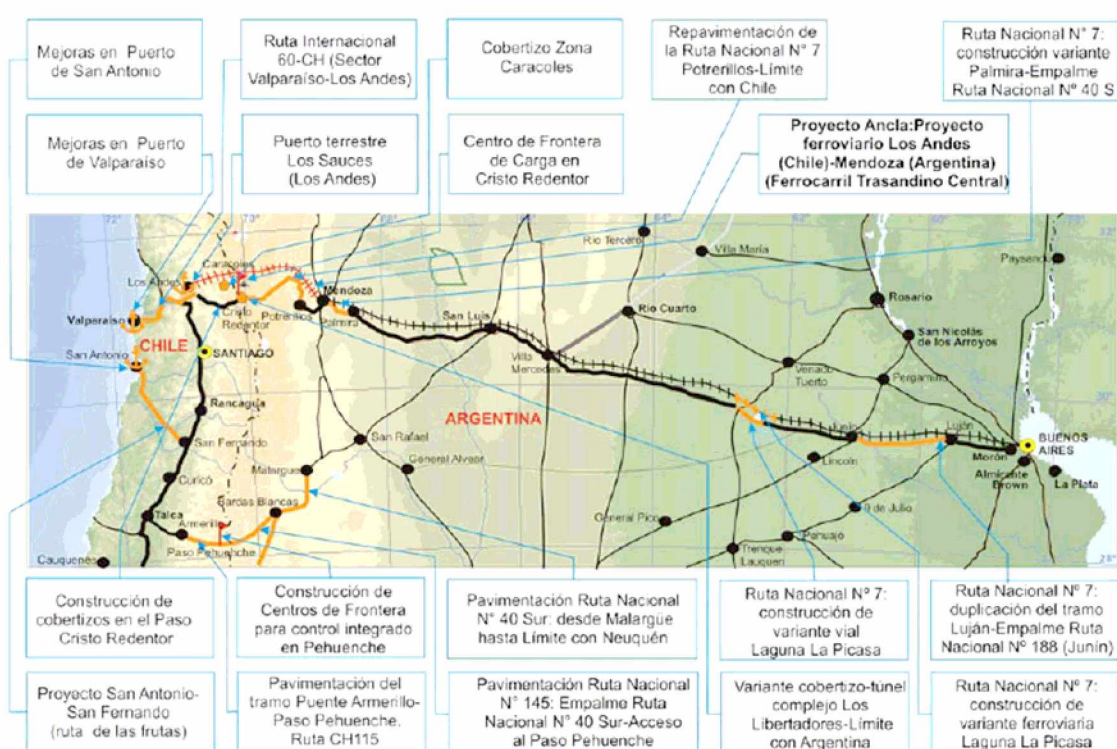 Mejoras en Puerto
de San Antonio
Ruta Internacional
60-CH (Sector
Valparaíso-Los Andes)
Cobertizo Zona
Caracoles
Repavimentación de
la Ruta Nacional N° 7
Potrerillos-Límite
con Chile
Ruta Nacional N° 7:
construcción variante
Palmira-Empalme
Ruta Nacional Nº 40 S
Mejoras en Puerto
de Valparaíso
Puerto terrestre
Los Sauces
(Los Andes)
Centro de Frontera
de Carga en
Cristo Redentor
Proyecto Ancla:Proyecto
ferroviario Los Andes
(Chile)-Mendoza (Argentina)
(Ferrocarril Trasandino Central)
72°
70°
64
32°
Río Tercero
Villa María
Paysandú
Los Andes
Caracoles
Mendoza
Rosario
Valparaíso
Cristo
Redentor
Potrerillos
Palmira
San Luis
Río Cuarto
San Nicolás
de los Arroyos
San Antonio
CHILE
SANTIAGO
Villa
Mercedes
Venado
Tuerto
Pergamino
Rancagua
ARGENTINA
San Fernando
San Rafael
Junín
Luján
BUENOS
AIRES
Curicó
Malargue
General Alvear
Lincoln
Morón
Almirante
Brown
La Plata
Talca
Bardas Blancas
Armerillo
General Pico
9 de Julio
Paso Pehuenche
Pehuajo
Cauquenes
Trenque
Lauquen
28°
Construcción de
cobertizos en el Paso
Cristo Redentor
Construcción de
Centros de Frontera
para control integrado
en Pehuenche
Pavimentación Ruta Nacional
N° 40 Sur: desde Malargüe
hasta Límite con Neuquén
Ruta Nacional Nº 7:
construcción de
variante vial
Laguna La Picasa
Ruta Nacional Nº 7:
duplicación del tramo
Luján-Empalme Ruta
Nacional Nº 188 (Junín)
Proyecto San Antonio-
San Fernando
(ruta de las frutas)
Pavimentación del
tramo Puente Armerillo-
Paso Pehuenche.
Ruta CH115
Pavimentación Ruta Nacional
N° 145: Empalme Ruta
Nacional N° 40 Sur-Acceso
al Paso Pehuenche
Variante cobertizo-túnel
complejo Los
Libertadores-Límite
con Argentina
Ruta Nacional Nº 7:
construcción de
variante ferroviaria
Laguna La Picasa